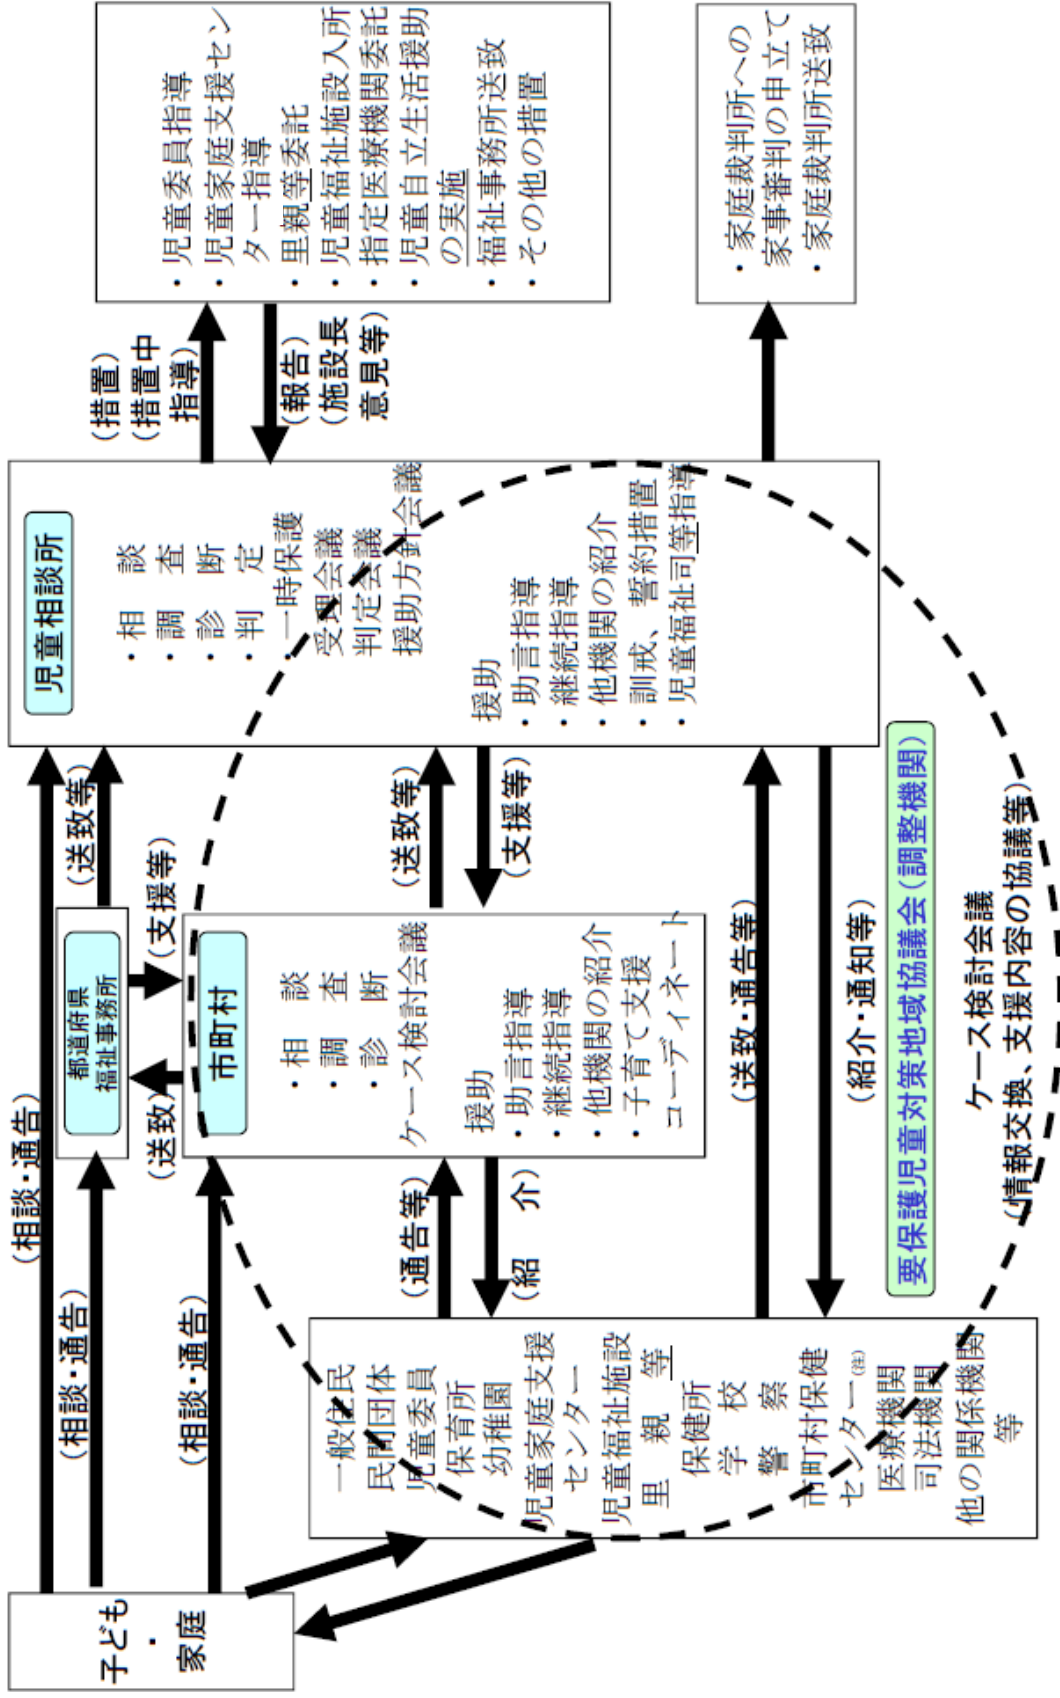 子ども
・
家庭
(相談・通告)
(相談・通告)
(相談・通告)
都道府県
福祉事務所
(送致等)
(送致)
(支援等)
市町村
・相　談
・調　査
・診　断
ケース検討会議
援助
・助言指導
・継続指導
・他機関の紹介
・子育て支援
コーディネート
(通告等)
(紹　介)
(送致等)
(支援等)
一般住民
民間団体
児童委員
保育所
幼稚園
児童家庭支援
センター
児童福祉施設
里　親　等
保健所
学　校
警　察
市町村保健
センター(注)
医療機関
司法機関
他の関係機関
等
(送致・通告等)
(紹介・通知等)
要保護児童対策地域協議会(調整機関)
ケース検討会議
(情報交換、支援内容の協議等)
児童相談所
・相　談
・調　査
・診　断
・判　定
・一時保護
受理会議
判定会議
援助方針会議
援助
・助言指導
・継続指導
・他機関の紹介
・訓戒、誓約措置
・児童福祉司等指導
(措置)
(措置中
指導)
(報告)
(施設長
意見等)
・児童委員指導
・児童家庭支援セン
ター指導
・里親等委託
・児童福祉施設入所
・指定医療機関委託
・児童自立生活援助
の実施
・福祉事務所送致
・その他の措置
・家庭裁判所への
家事審判の申立て
・家庭裁判所送致